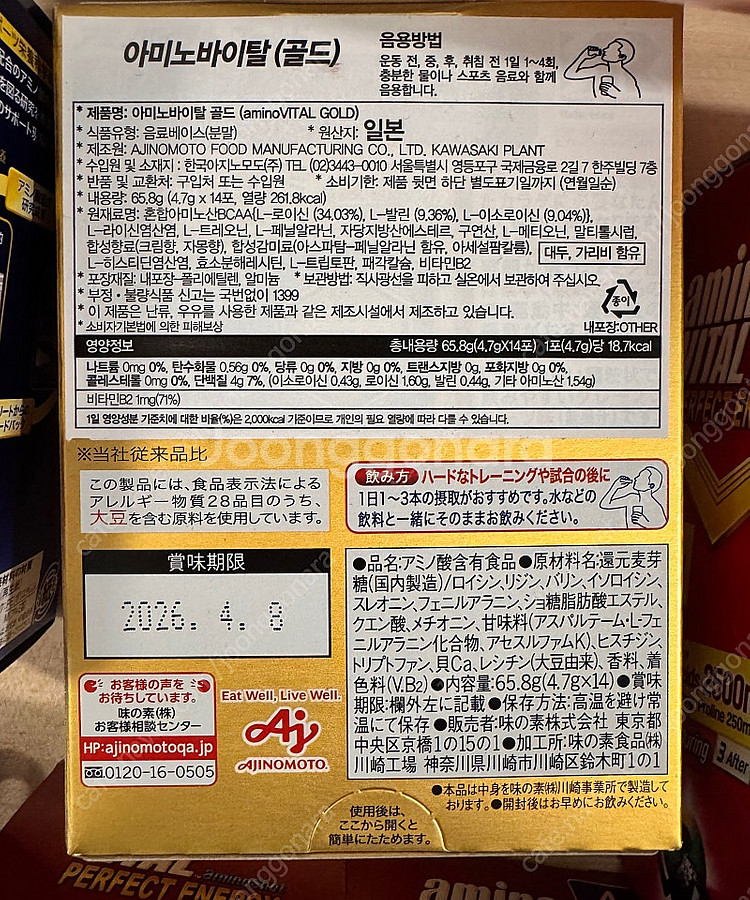 아미노바이탈 (골드)
음용방법
운동 전, 중, 후, 취침 전 1일 1~4회,
충분한 물이나 스포츠 음료와 함께
음용합니다.
* 제품명: 아미노바이탈 골드 (aminoVITAL GOLD)
* 식품유형: 음료베이스(분말) * 원산지: 일본
* 제조원: AJINOMOTO FOOD MANUFACTURING CO., LTD. KAWASAKI PLANT
* 수입원 및 소재지 : 한국아지노모도(주) TEL (02)3443-0010 서울특별시 영등포구 국제금융로 2길 7 한주빌딩 7층
* 반품 및 교환처: 구입처 또는 수입원 * 소비기한: 제품 뒷면 하단 별도표기일까지 (연월일순)
* 내용량: 65.8g (4.7g x 14포, 열량 261.8kcal)
* 원재료명: 혼합아미노산BCAA{L-로이신 (34.03%), L-발린 (9.36%), L-이소로이신 (9.04%)},
L-라이신염산염, L-트레오닌, L-페닐알라닌, 자당지방산에스테르, 구연산, L-메티오닌, 말티톨시럽,
합성향료(크림향, 자몽향), 합성감미료(아스파탐-페닐알라닌 함유, 아세설팜칼륨), 대두, 가리비 함유
L-히스티딘염산염, 효소분해레시틴, L-트립토판, 패각칼슘, 비타민B2
* 포장재질: 내포장-폴리에틸렌, 알미늄 * 보관방법: 직사광선을 피하고 실온에서 보관하여 주십시오.
* 부정 • 불량식품 신고는 국번없이 1399
* 이 제품은 난류, 우유를 사용한 제품과 같은 제조시설에서 제조하고 있습니다.
* 소비자기본법에 의한 피해보상
종이
내포장:OTHER
영양정보 총내용량 65.8g(4.7gX14포) 1포(4.7g)당 18.7kcal
나트륨 0mg 0%, 탄수화물 0.56g 0%, 당류 0g 0%, 지방 0g 0%, 트랜스지방 0g, 포화지방 0g 0%,
콜레스테롤 0mg 0%, 단백질 4g 7%, (이소로이신 0.43g, 로이신 1.60g, 발린 0.44g, 기타 아미노산 1.54g)
비타민B2 1mg(71%)
1일 영양성분 기준치에 대한 비율(%)은 2,000kcal 기준이므로 개인의 필요 열량에 따라 다를 수 있습니다.
Joonggonara
※当社従来品比
この製品には、食品表示法による
アレルギー物質28品目のうち、
大豆を含む原料を使用しています。
飲み方 ハードなトレーニングや試合の後に
1日1~3本の摂取がおすすめです。水などの
飲料と一緒にそのままお飲みください。
賞味期限
2026. 4. 8
●品名:アミノ酸含有食品●原材料名:還元麦芽
糖(国内製造)/ロイシン、リジン、バリン、イソロイシン、
スレオニン、フェニルアラニン、ショ糖脂肪酸エステル、
クエン酸、メチオニン、甘味料(アスパルテーム・L-フェ
ニルアラニン化合物、アセスルファムK)、ヒスチジン、
トリプトファン、貝Ca、レシチン(大豆由来)、香料、着
色料(V.B2)●内容量:65.8g(4.7g×14)●賞味
期限:欄外左に記載●保存方法:高温を避け常
温にて保存●販売者:味の素株式会社 東京都
中央区京橋1の15の1●加工所:味の素食品㈱
川崎工場 神奈川県川崎市川崎区鈴木町1の1
お客様の声を
お待ちしています。
味の素(株)
お客様相談センター
HP:ajinomotoqa.jp
0120-16-0505
Eat Well, Live Well.
Aj
AJINOMOTO.
●本品は中身を味の素㈱川崎事業所で製造して
おります。●開封後はお早めにお飲みください。
使用後は、
ここから開くと
簡単にたためます。
PERFECT ENERGY
amino